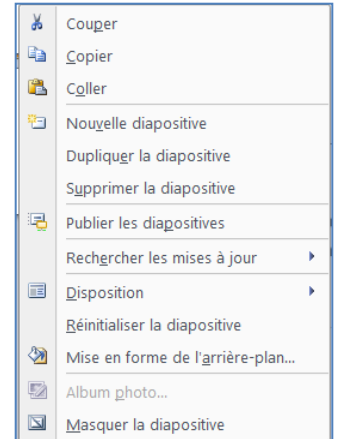 Couper
Copier
Coller
Nouvelle diapositive
Dupliquer la diapositive
Supprimer la diapositive
Publier les diapositives
Rechercher les mises à jour
Disposition
Réinitialiser la diapositive
Mise en forme de l'arrière-plan...
Album photo...
Masquer la diapositive